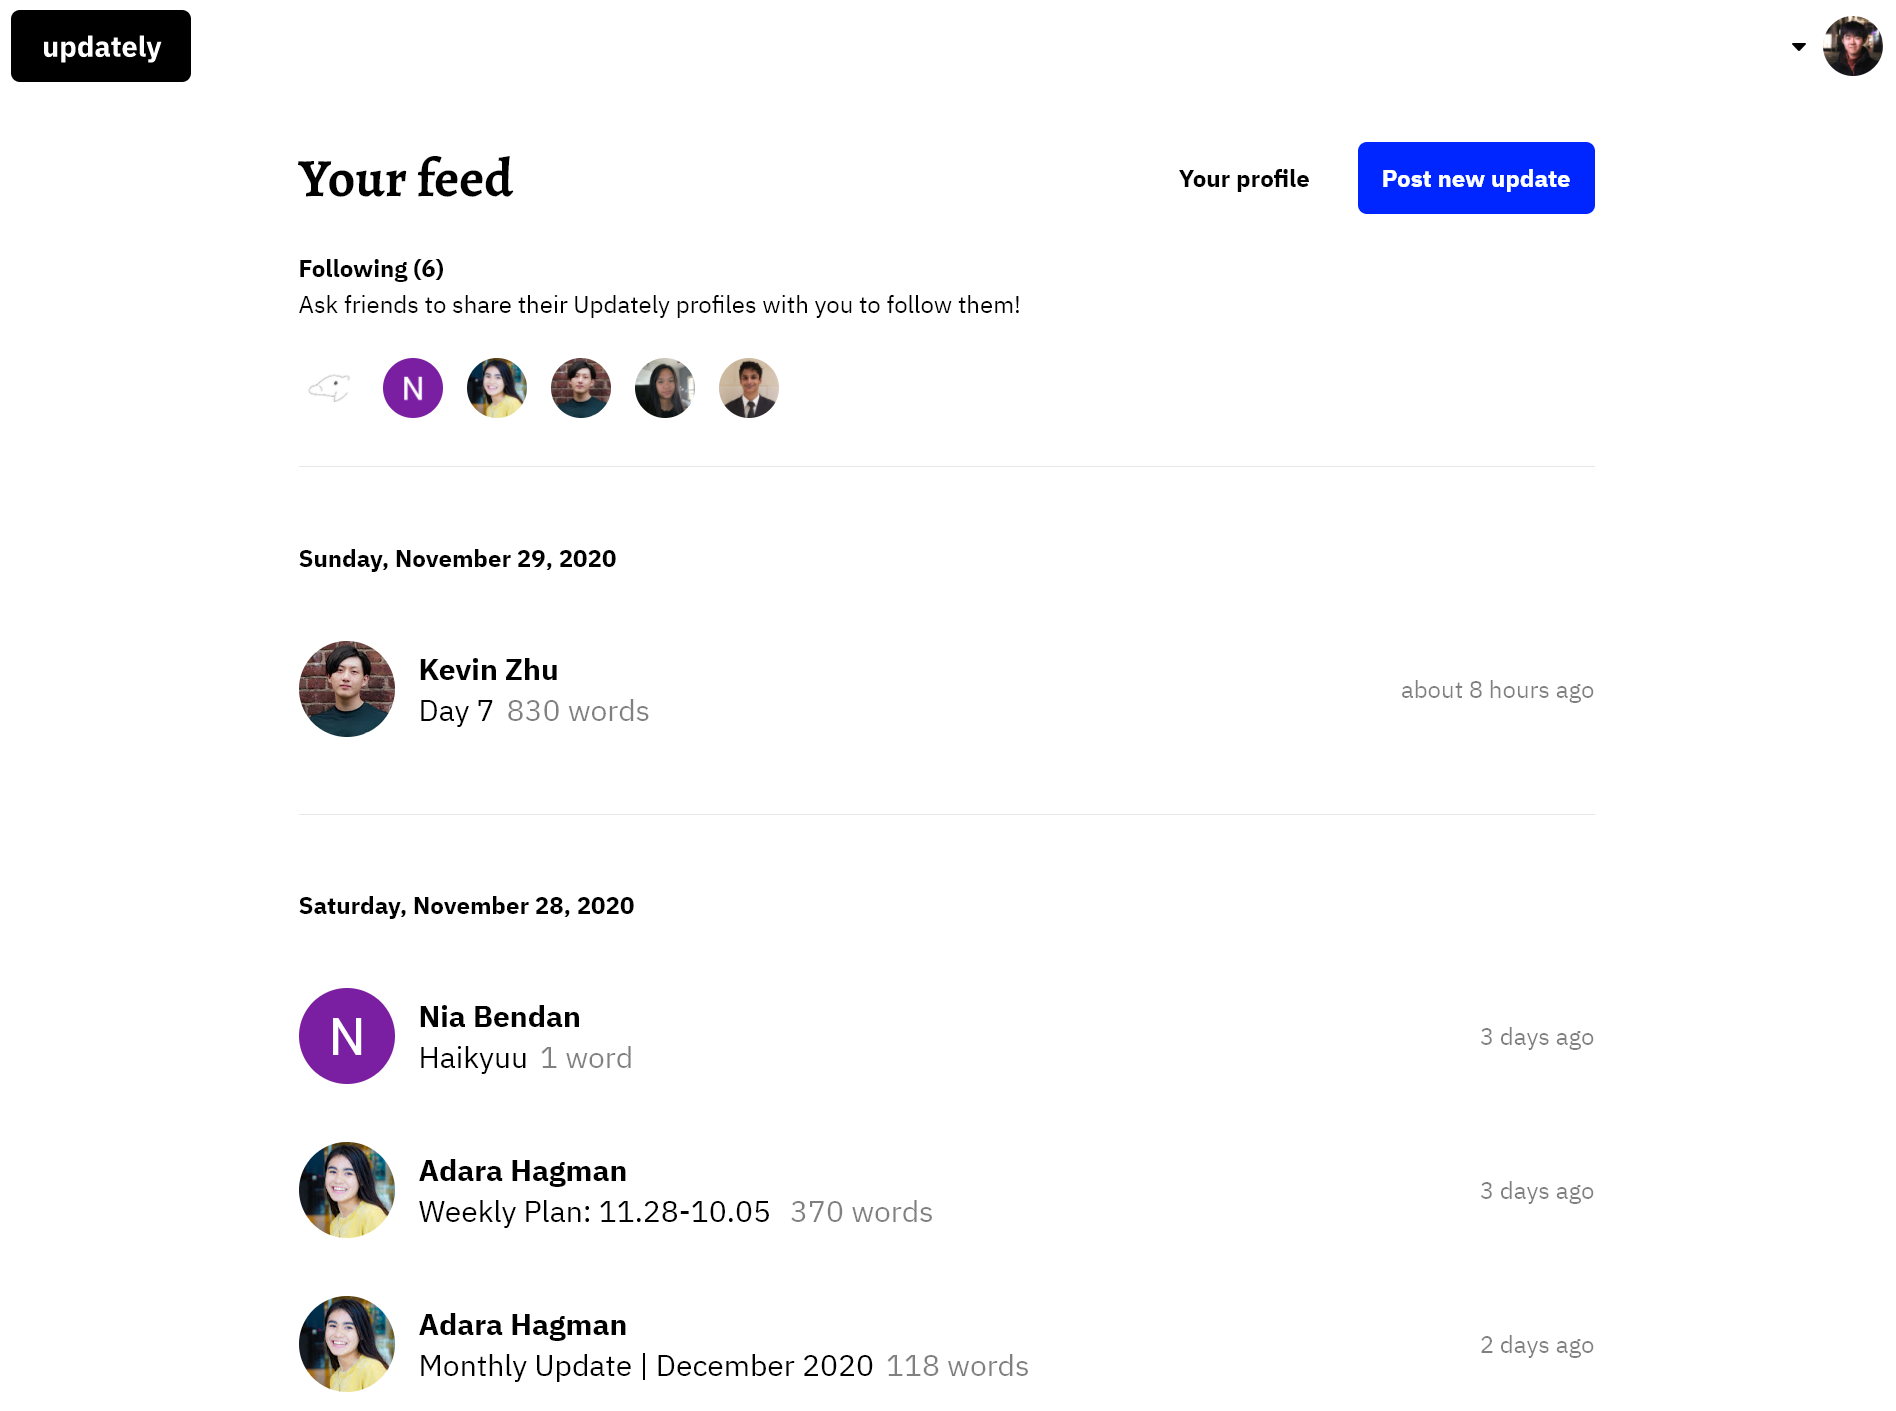 updately
Your feed
Your profile
Post new update
Following (6)
Ask friends to share their Updately profiles with you to follow them!
N
Sunday, November 29, 2020
Kevin Zhu
Day 7 830 words
about 8 hours ago
Saturday, November 28, 2020
N
Nia Bendan
Haikyuu 1 word
3 days ago
Adara Hagman
Weekly Plan: 11.28-10.05 370 words
3 days ago
Adara Hagman
Monthly Update | December 2020 118 words
2 days ago